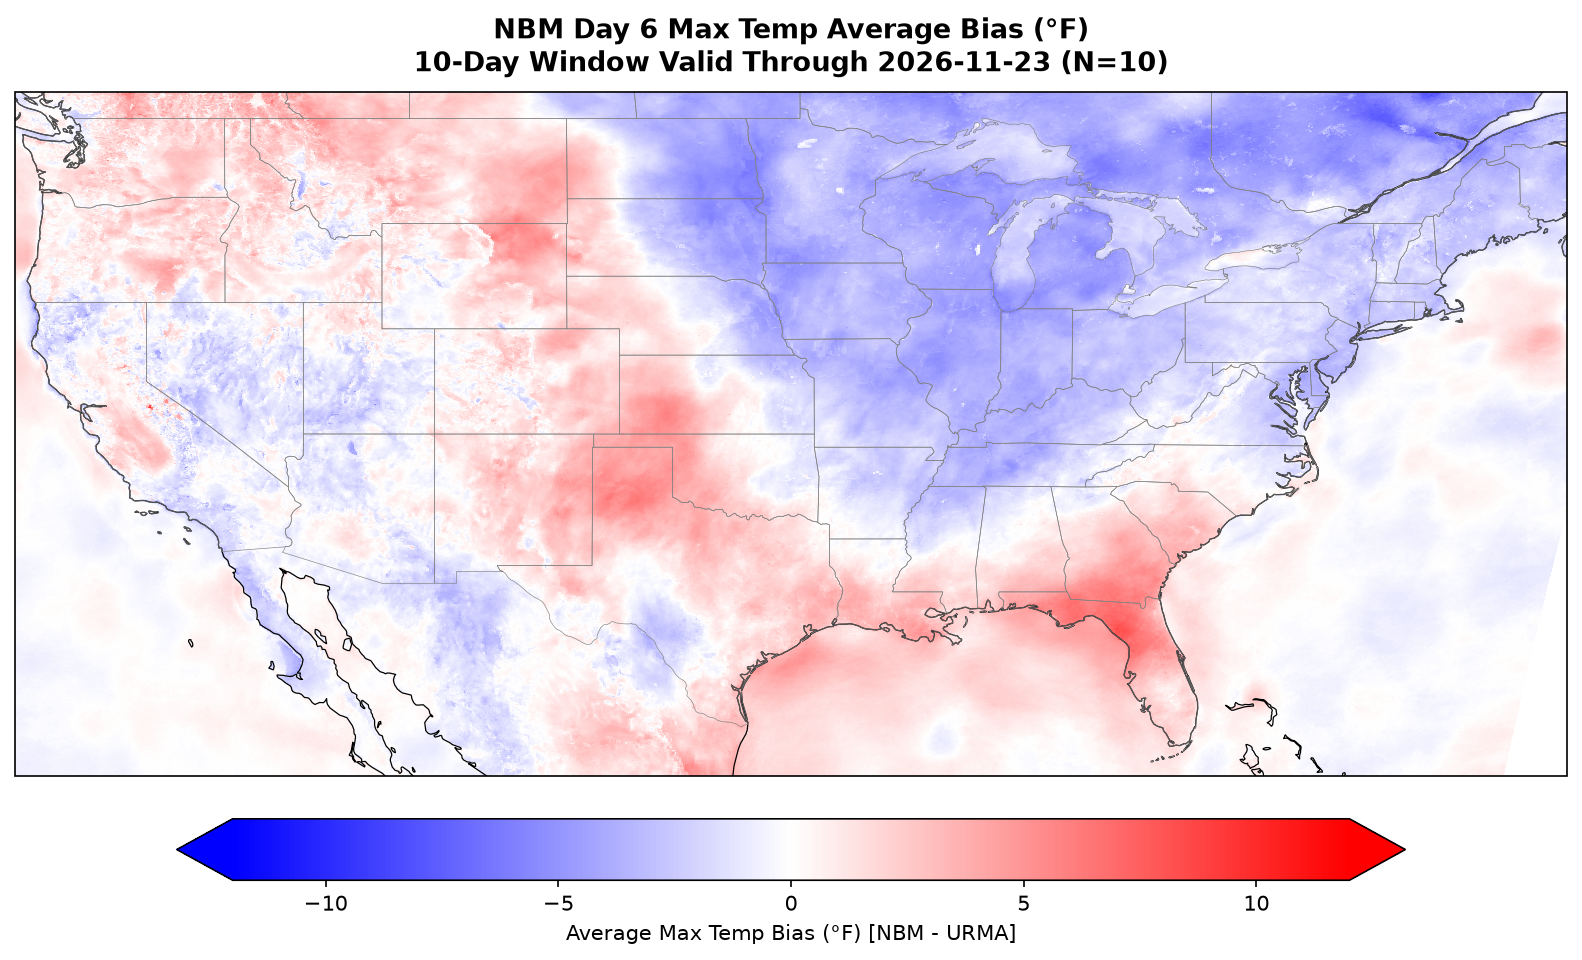 NBM Day 6 Max Temp Average Bias (°F)
10-Day Window Valid Through 2026-11-23 (N=10)
−10 −5 0 5 10
Average Max Temp Bias (°F) [NBM - URMA]